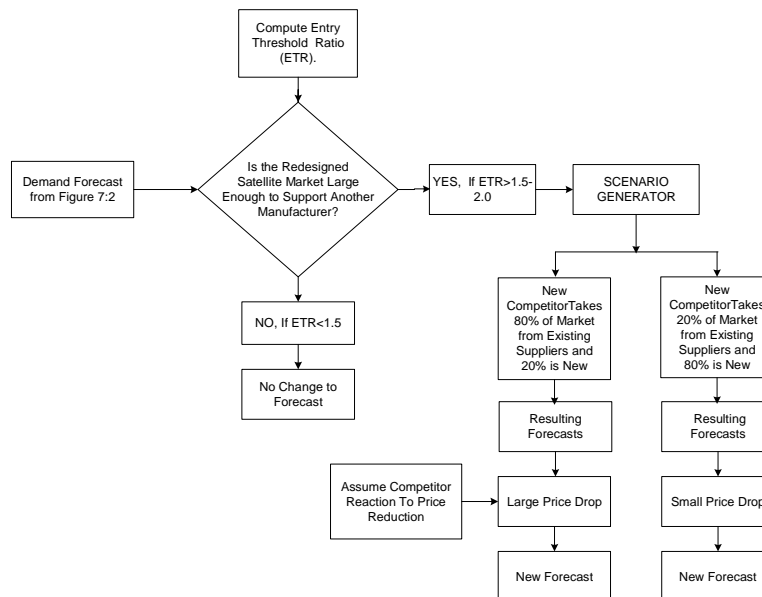 Compute Entry
Threshold Ratio
(ETR).
Is the Redesigned
Satellite Market Large
Enough to Support Another
Manufacturer?
Demand Forecast
from Figure 7:2
YES, If ETR>1.5-
2.0
SCENARIO
GENERATOR
NO, If ETR<1.5
No Change to
Forecast
New
CompetitorTakes
80% of Market
from Existing
Suppliers and
20% is New
New
CompetitorTakes
20% of Market
from Existing
Suppliers and
80% is New
Resulting
Forecasts
Resulting
Forecasts
Assume Competitor
Reaction To Price
Reduction
Large Price Drop
Small Price Drop
New Forecast
New Forecast